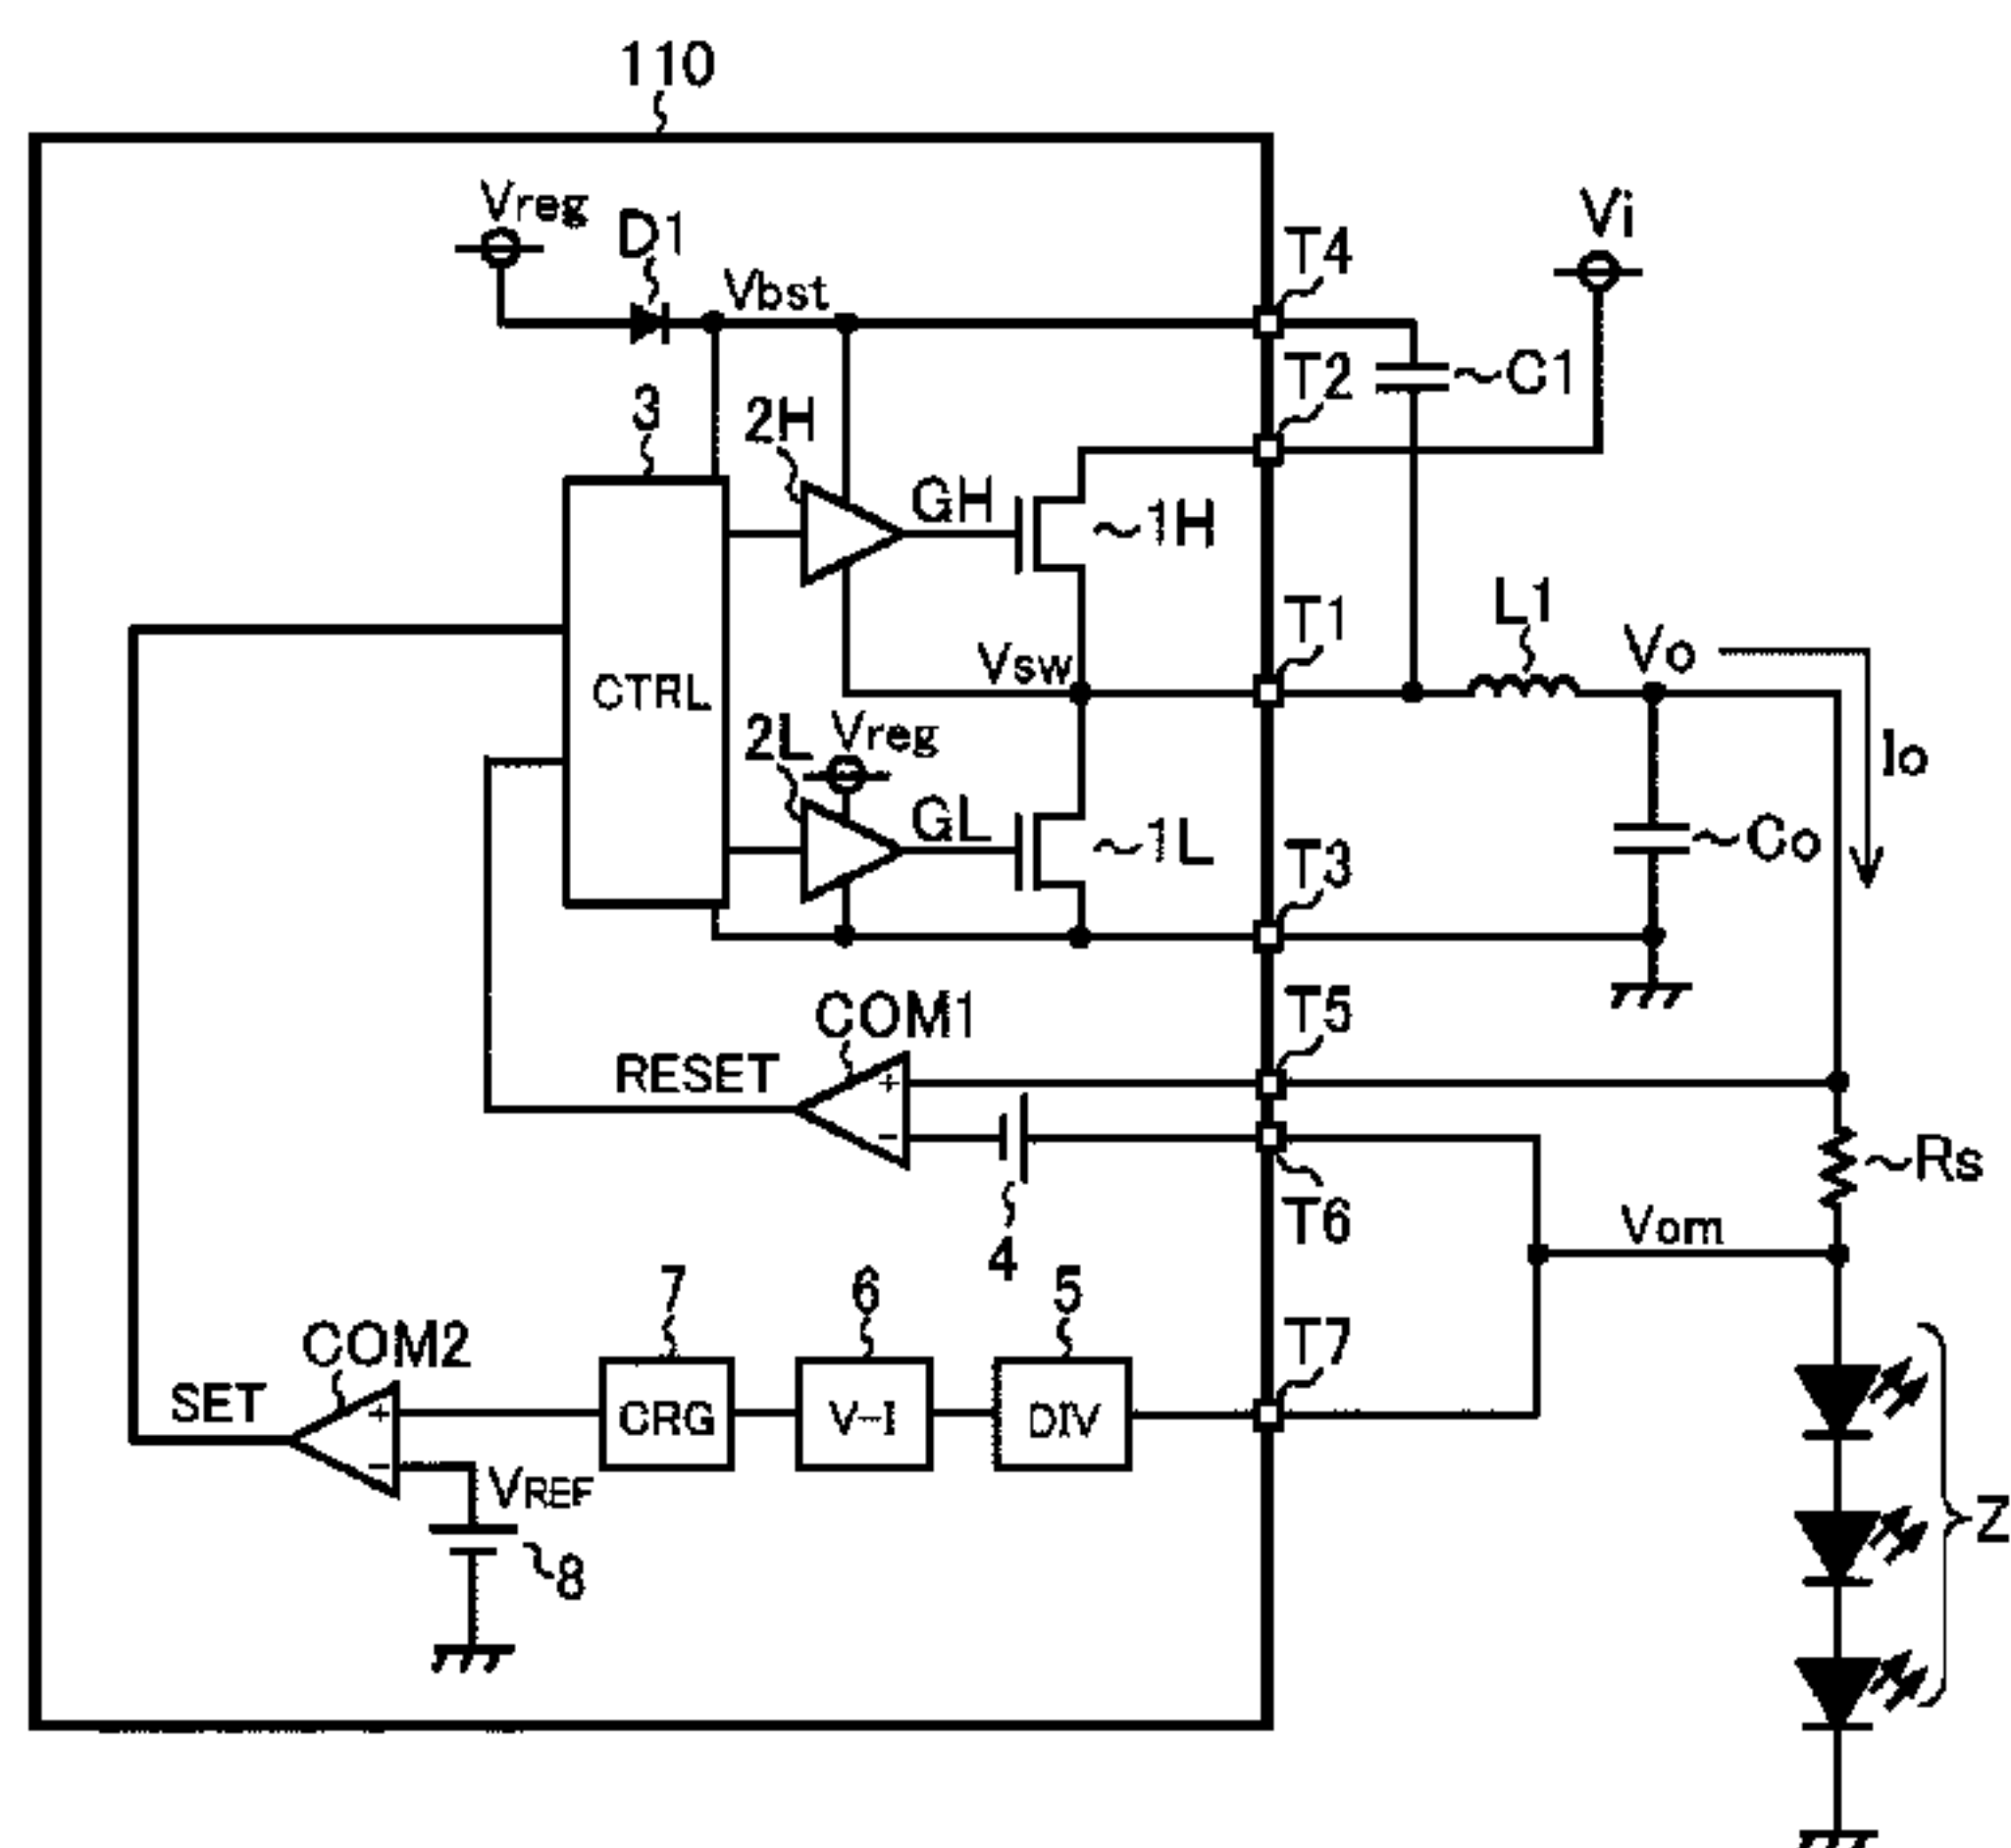 110
Vreg
D1
Vbst
T4
Vi
T2
~C1
3
2H
GH
~1H
T1
L1
Vo
Vsw
CTRL
2L
Vreg
Io
GL
~1L
T3
~Co
COM1
T5
RESET
+
−
~Rs
T6
Vom
4
7
6
5
T7
COM2
SET
+
CRG
V-I
DIV
−
VREF
8
Z